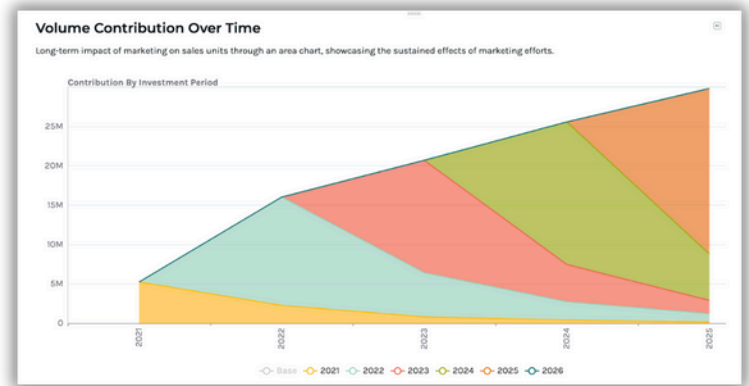 Volume Contribution Over Time
Long-term impact of marketing on sales units through an area chart, showcasing the sustained effects of marketing efforts.
Contribution By Investment Period
25M
20M
15M
10M
5M
0
2021
2022
2023
2024
2025
Base 2021 2022 2023 2024 2025 2026